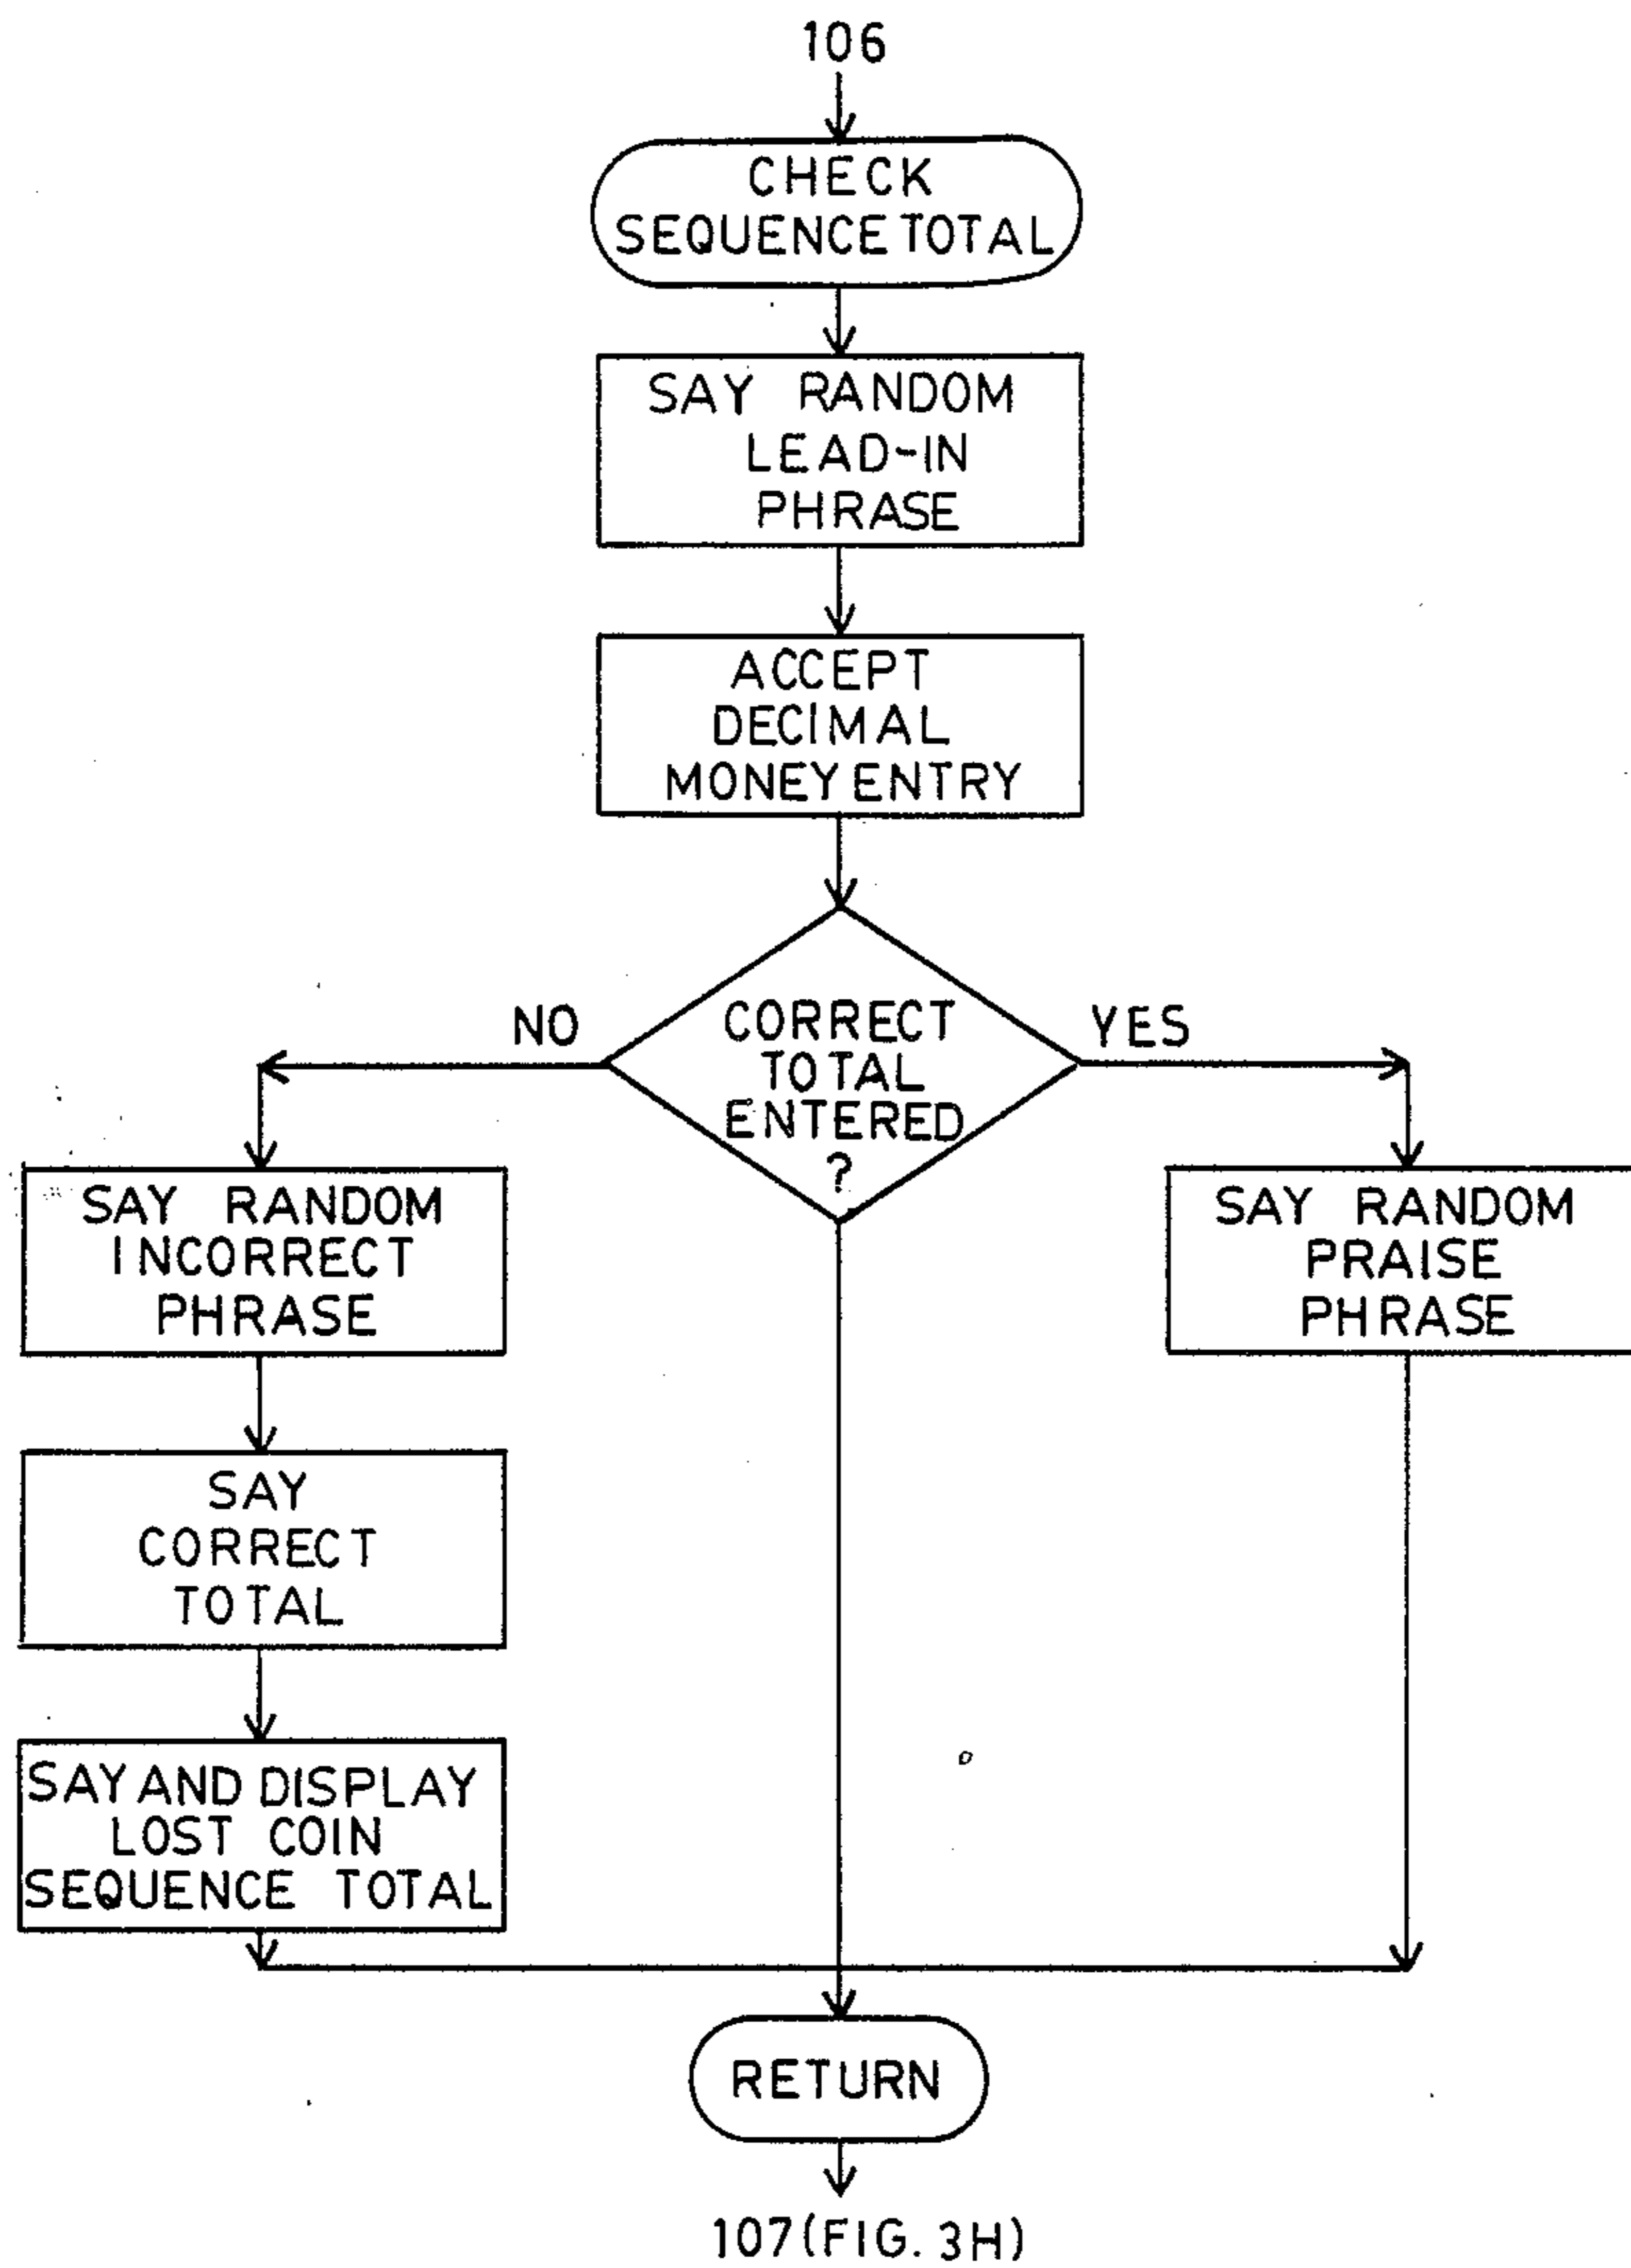 106
CHECK
SEQUENCE TOTAL
SAY RANDOM
LEAD-IN
PHRASE
ACCEPT
DECIMAL
MONEY ENTRY
CORRECT
TOTAL
ENTERED
?
NO
YES
SAY RANDOM
INCORRECT
PHRASE
SAY
CORRECT
TOTAL
SAY AND DISPLAY
LOST COIN
SEQUENCE TOTAL
SAY RANDOM
PRAISE
PHRASE
RETURN
107 (FIG. 3H)